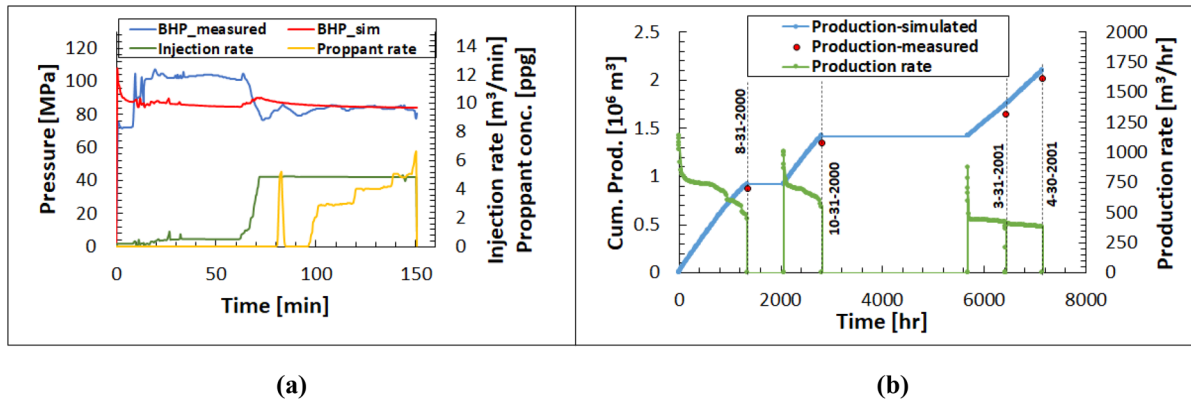 BHP_measured
BHP_sim
Injection rate
Proppant rate
Pressure [MPa]
140
120
100
80
60
40
20
0
14
12
10
8
6
4
2
0
Injection rate [m³/min]
Proppant conc. [ppg]
0
50
100
150
Time [min]
(a)
Production-simulated
Production-measured
Production rate
Cum. Prod. [10⁶ m³]
2.5
2
1.5
1
0.5
0
2000
1750
1500
1250
1000
750
500
250
0
Production rate [m³/hr]
8-31-2000
10-31-2000
3-31-2001
4-30-2001
0
2000
4000
6000
8000
Time [hr]
(b)